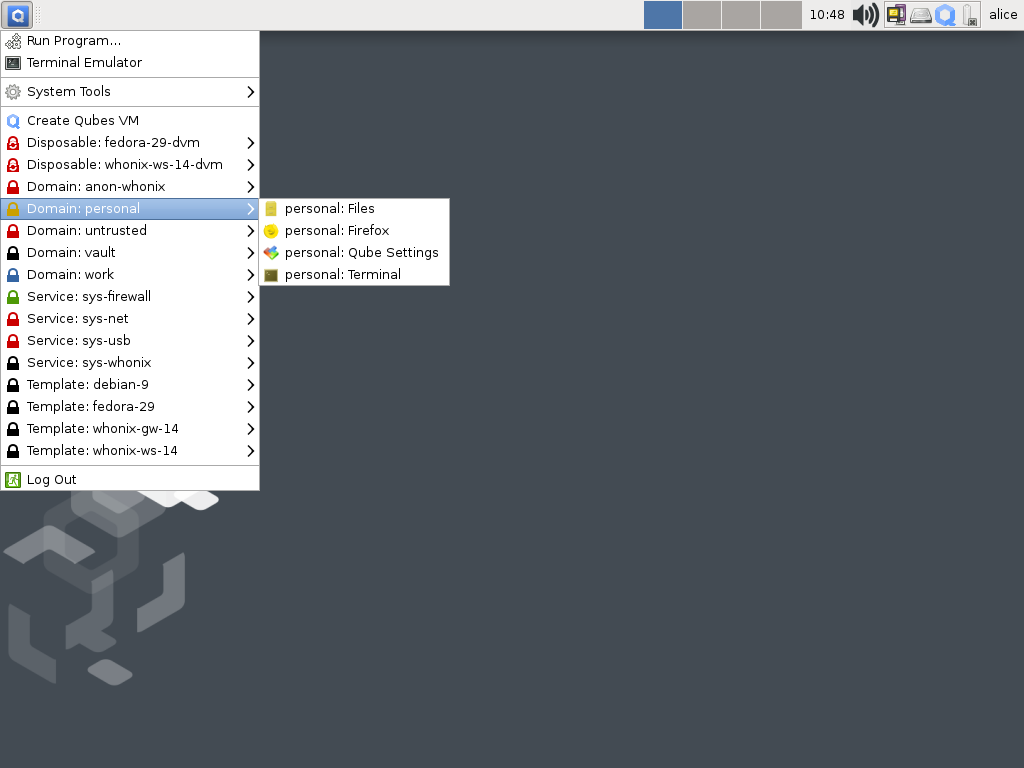 10:48
alice
Run Program...
Terminal Emulator
System Tools
Create Qubes VM
Disposable: fedora-29-dvm
Disposable: whonix-ws-14-dvm
Domain: anon-whonix
Domain: personal
personal: Files
Domain: untrusted
personal: Firefox
Domain: vault
personal: Qube Settings
Domain: work
personal: Terminal
Service: sys-firewall
Service: sys-net
Service: sys-usb
Service: sys-whonix
Template: debian-9
Template: fedora-29
Template: whonix-gw-14
Template: whonix-ws-14
Log Out